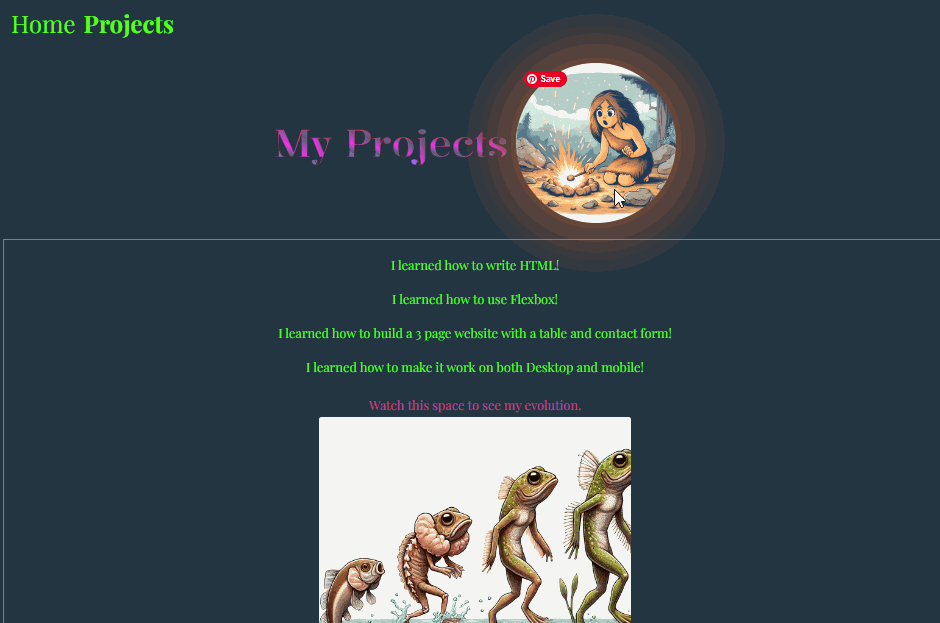 Home Projects
Save
My Projects
I learned how to write HTML!
I learned how to use Flexbox!
I learned how to build a 3 page website with a table and contact form!
I learned how to make it work on both Desktop and mobile!
Watch this space to see my evolution.